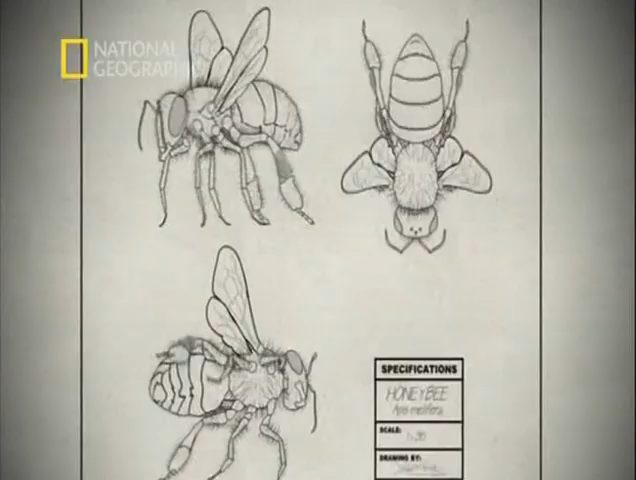 NATIONAL
GEOGRAPHIC
SPECIFICATIONS
HONEYBEE
Apis mellifera
SCALE:
DRAWING BY: